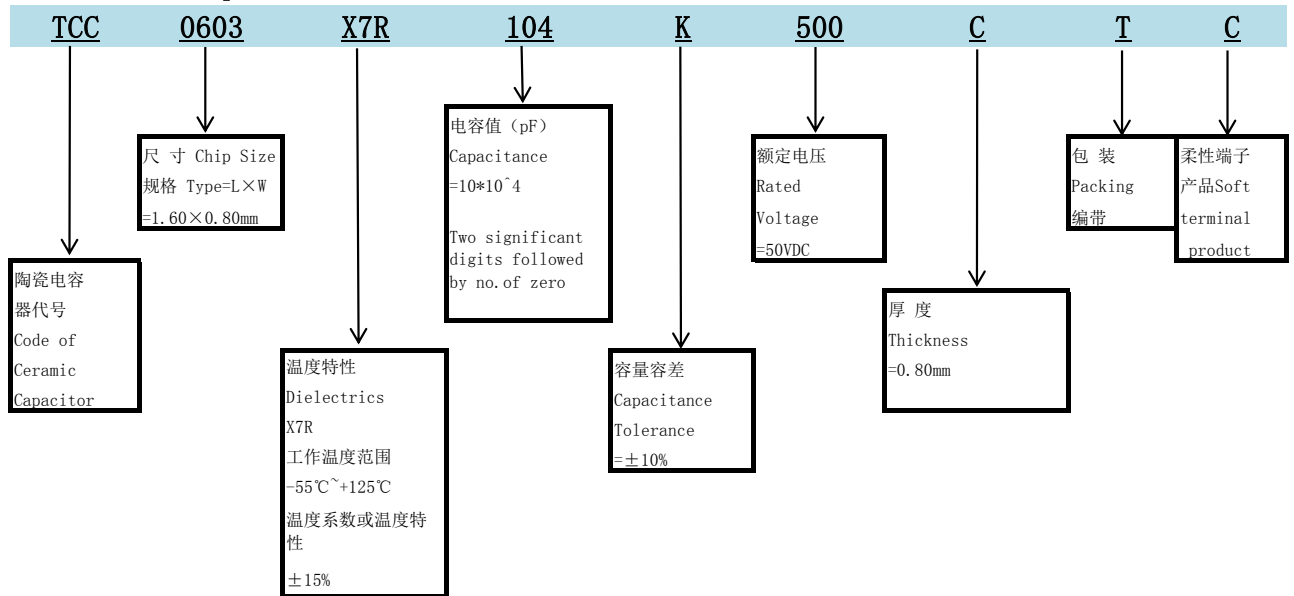 TCC 0603 X7R 104 K 500 C T C
陶瓷电容
器代号
Code of
Ceramic
Capacitor
尺 寸 Chip Size
规格 Type=L×W
=1.60×0.80mm
温度特性
Dielectrics
X7R
工作温度范围
-55℃~+125℃
温度系数或温度特
性
±15%
电容值（pF）
Capacitance
=10*10^4
Two significant
digits followed
by no.of zero
容量容差
Capacitance
Tolerance
=±10%
额定电压
Rated
Voltage
=50VDC
厚 度
Thickness
=0.80mm
包 装
Packing
编带
柔性端子
产品Soft
terminal
product